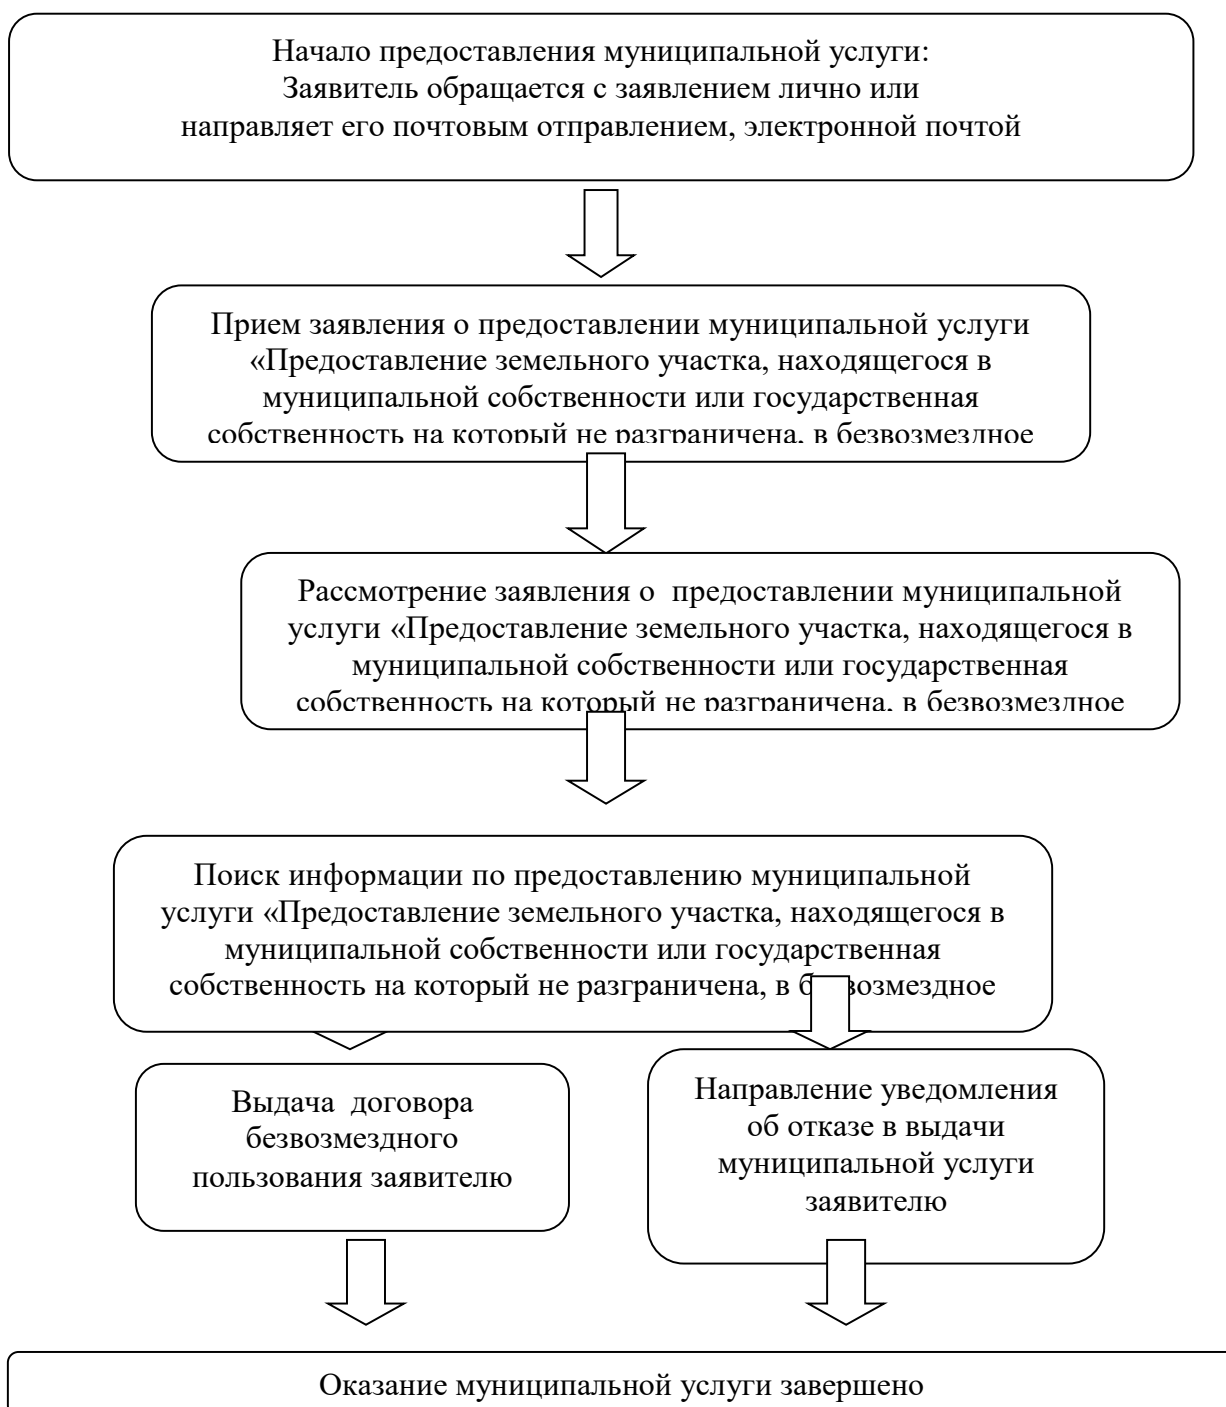 Начало предоставления муниципальной услуги:
Заявитель обращается с заявлением лично или
направляет его почтовым отправлением, электронной почтой
Прием заявления о предоставлении муниципальной услуги
«Предоставление земельного участка, находящегося в
муниципальной собственности или государственная
собственность на который не разграничена, в безвозмездное
Рассмотрение заявления о предоставлении муниципальной
услуги «Предоставление земельного участка, находящегося в
муниципальной собственности или государственная
собственность на который не разграничена, в безвозмездное
Поиск информации по предоставлению муниципальной
услуги «Предоставление земельного участка, находящегося в
муниципальной собственности или государственная
собственность на который не разграничена, в безвозмездное
Выдача договора
безвозмездного
пользования заявителю
Направление уведомления
об отказе в выдачи
муниципальной услуги
заявителю
Оказание муниципальной услуги завершено